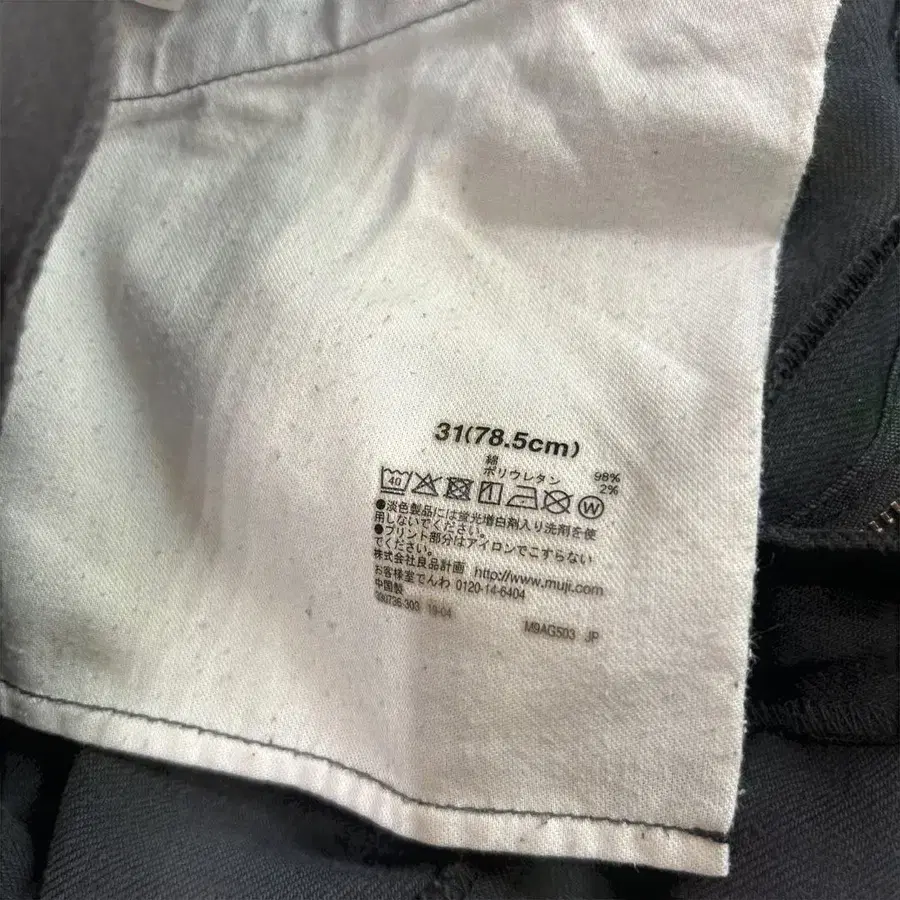 31(78.5cm)
綿 98%
ポリウレタン 2%
40 W
●淡色製品には蛍光増白剤入り洗剤を使
用しないでください。
●プリント部分はアイロンでこすらない
でください。
株式会社良品計画 http://www.muji.com
お客様室でんわ 0120-14-6404
中国製
M9AG503 JP